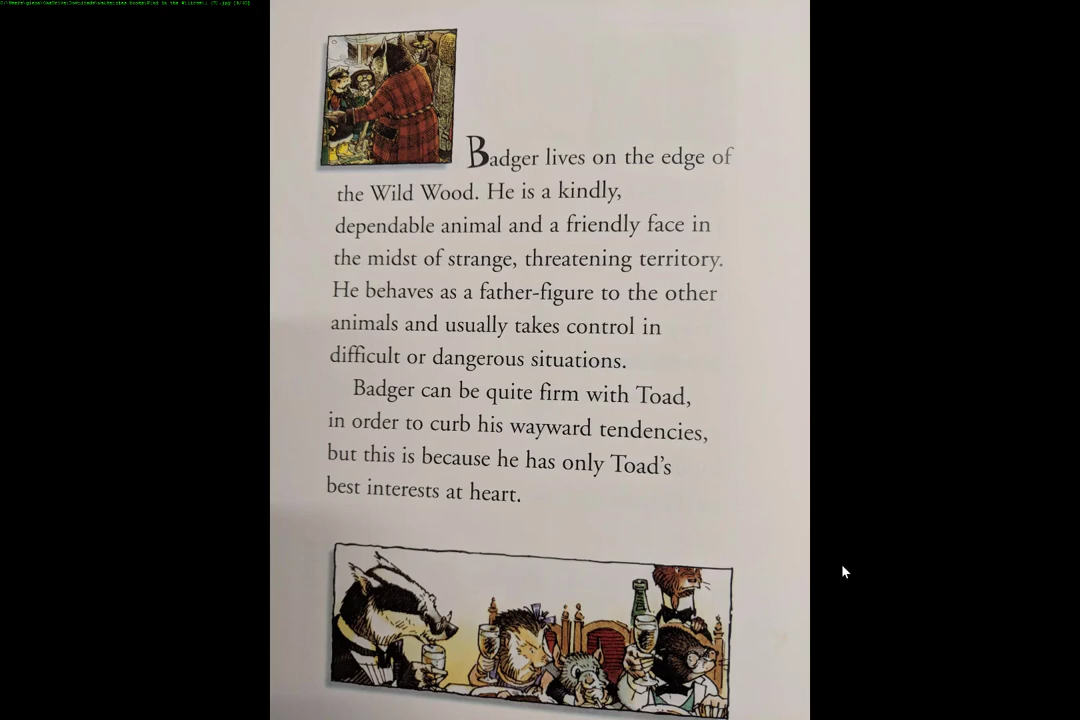 Badger lives on the edge of
the Wild Wood. He is a kindly,
dependable animal and a friendly face in
the midst of strange, threatening territory.
He behaves as a father-figure to the other
animals and usually takes control in
difficult or dangerous situations.
Badger can be quite firm with Toad,
in order to curb his wayward tendencies,
but this is because he has only Toad's
best interests at heart.